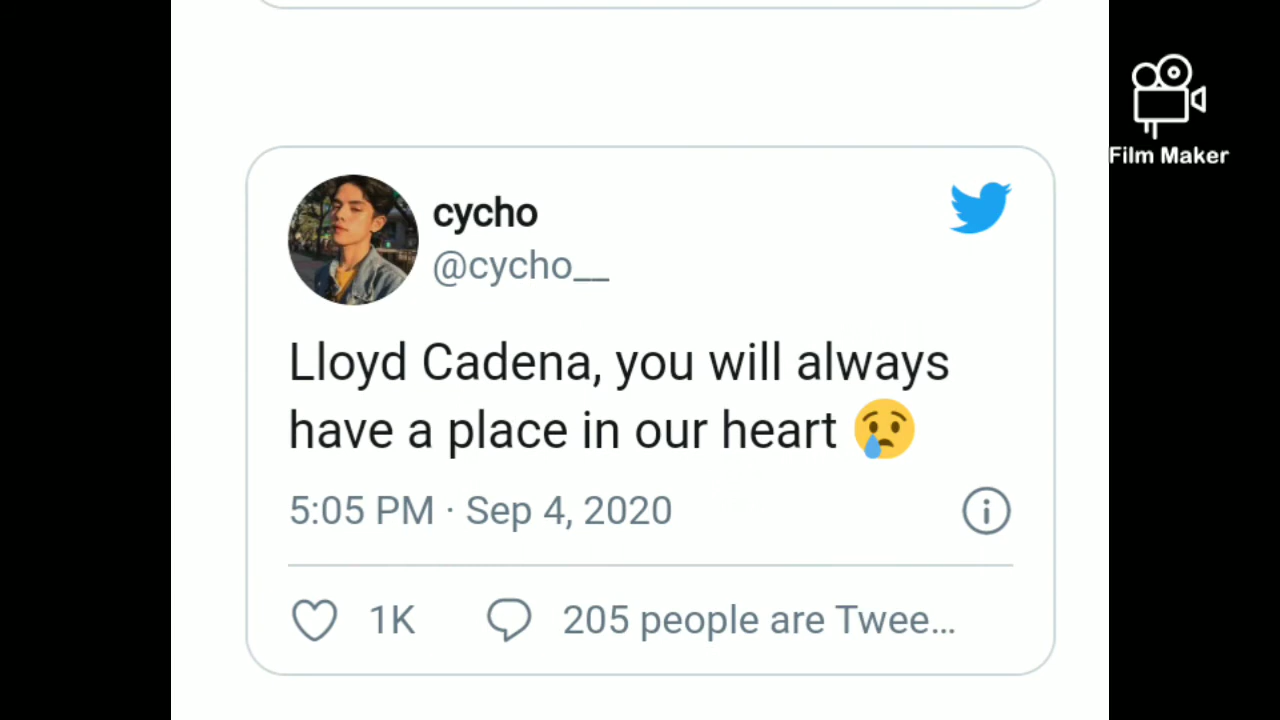 Film Maker
cycho
@cycho__
Lloyd Cadena, you will always
have a place in our heart 😢
5:05 PM · Sep 4, 2020
1K 205 people are Twee...